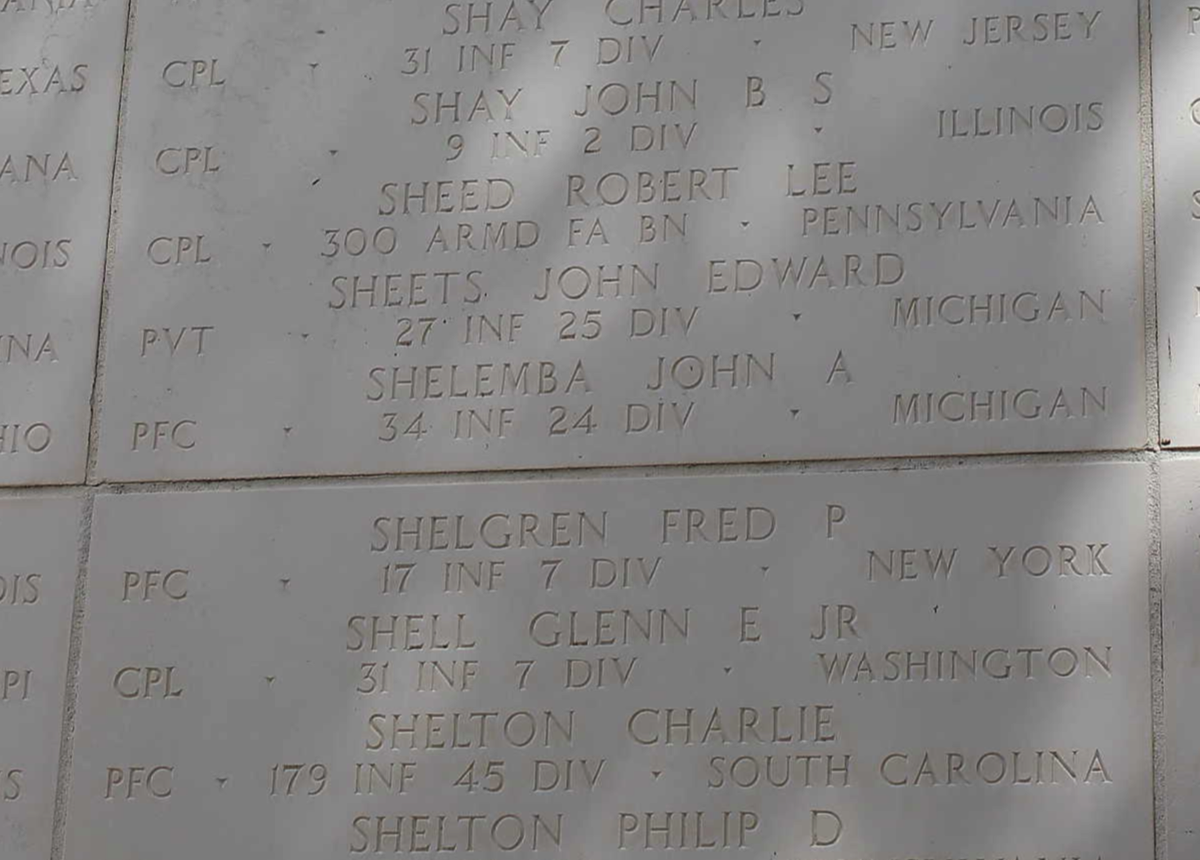 SHAY CHARLES
CPL · 31 INF 7 DIV · NEW JERSEY
SHAY JOHN B S
CPL · 9 INF 2 DIV · ILLINOIS
SHEED ROBERT LEE
CPL · 300 ARMD FA BN · PENNSYLVANIA
SHEETS JOHN EDWARD
PVT · 27 INF 25 DIV · MICHIGAN
SHELEMBA JOHN A
PFC · 34 INF 24 DIV · MICHIGAN
SHELGREN FRED P
PFC · 17 INF 7 DIV · NEW YORK
SHELL GLENN E JR
CPL · 31 INF 7 DIV · WASHINGTON
SHELTON CHARLIE
PFC · 179 INF 45 DIV · SOUTH CAROLINA
SHELTON PHILIP D